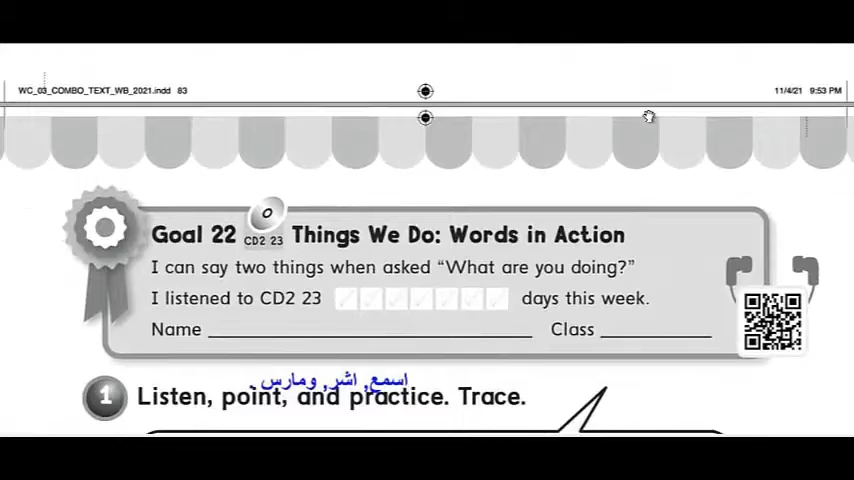 WC_03_COMBO_TEXT_WB_2021.indd 83
11/4/21 9:53 PM
Goal 22 CD2 23 Things We Do: Words in Action
I can say two things when asked “What are you doing?”
I listened to CD2 23 days this week.
Name Class
اسمع, اشر, ومارس
1 Listen, point, and practice. Trace.